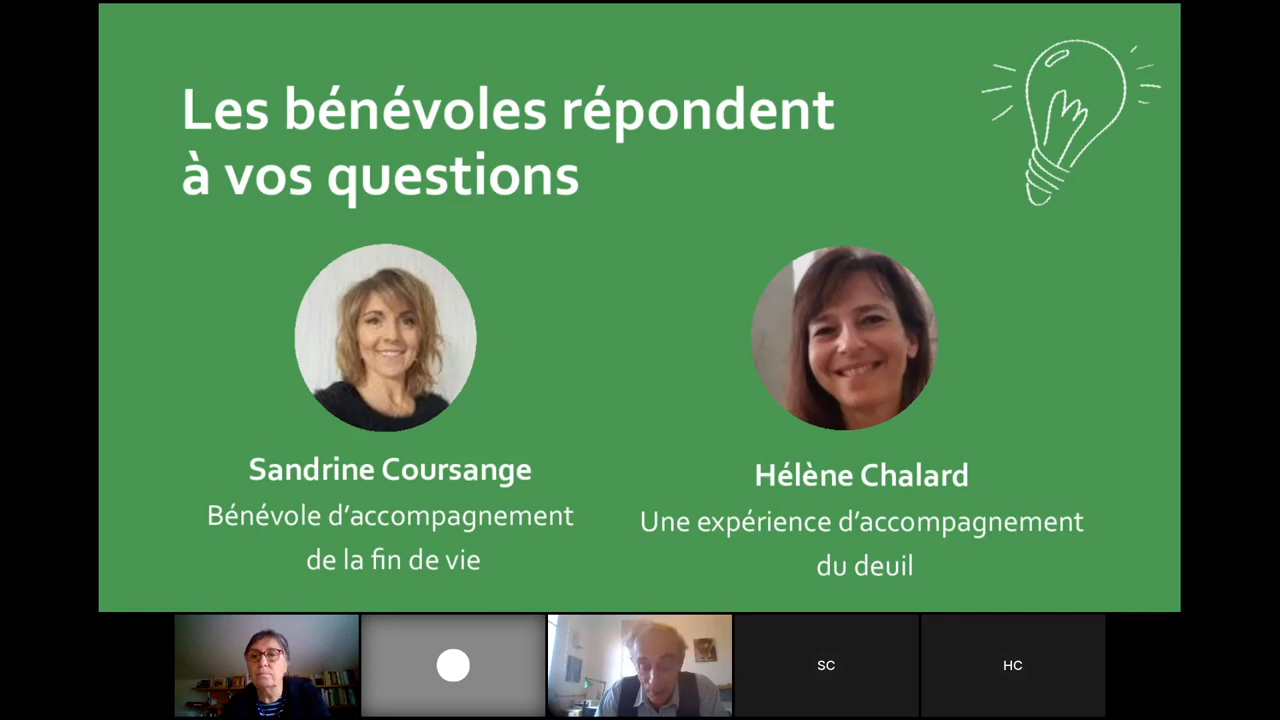 Les bénévoles répondent
à vos questions
Sandrine Coursange
Bénévole d’accompagnement
de la fin de vie
Hélène Chalard
Une expérience d’accompagnement
du deuil
SC
HC